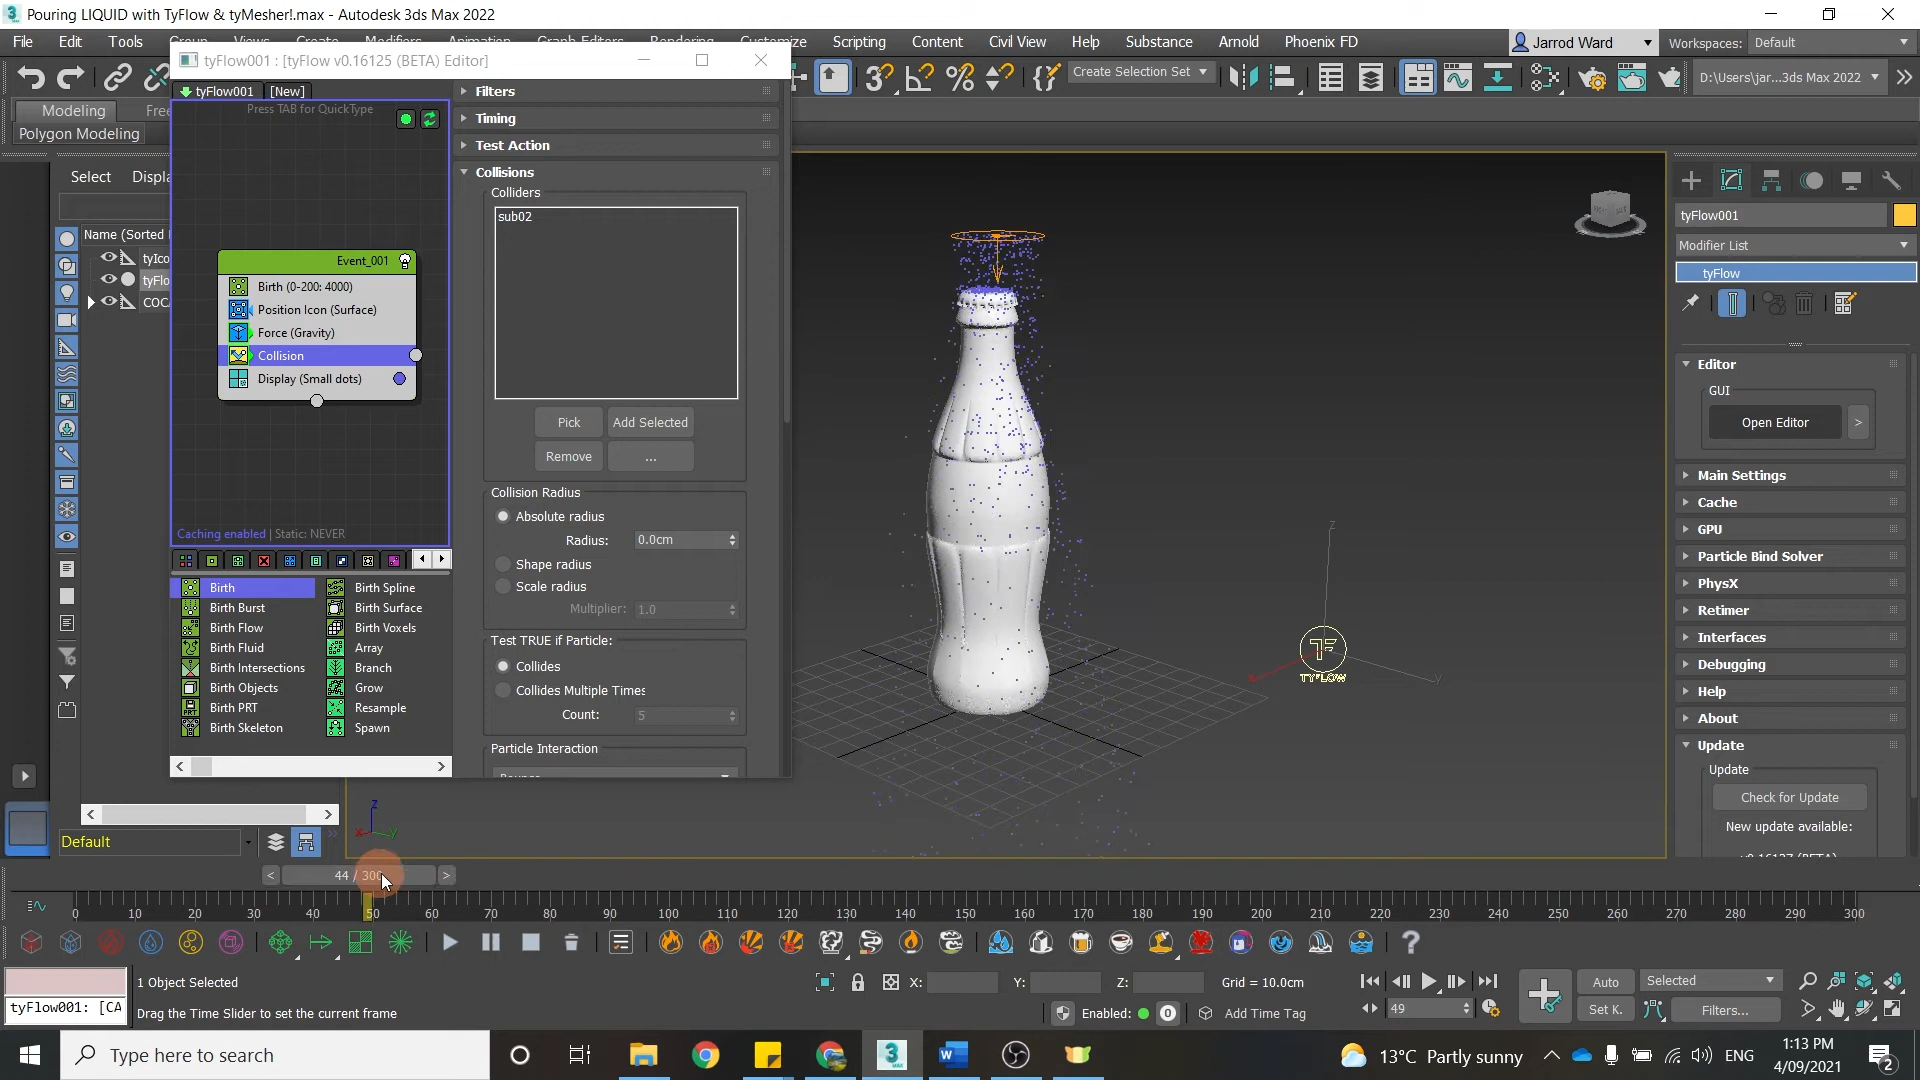 Pouring LIQUID with TyFlow & tyMesher!.max - Autodesk 3ds Max 2022
File Edit Tools Scripting Content Civil View Help Substance Arnold Phoenix FD
Jarrod Ward
Workspaces: Default
tyFlow001 : [tyFlow v0.16125 (BETA) Editor]
Create Selection Set
D:\Users\jar...3ds Max 2022
tyFlow001 [New]
Press TAB for QuickType
Modeling Free
Polygon Modeling
Select Displa
Name (Sorted
tyIco
tyFlo
COCA
Event_001
Birth (0-200: 4000)
Position Icon (Surface)
Force (Gravity)
Collision
Display (Small dots)
Caching enabled | Static: NEVER
Birth
Birth Burst
Birth Flow
Birth Fluid
Birth Intersections
Birth Objects
Birth PRT
Birth Skeleton
Birth Spline
Birth Surface
Birth Voxels
Array
Branch
Grow
Resample
Spawn
Filters
Timing
Test Action
Collisions
Colliders
sub02
Pick
Add Selected
Remove
...
Collision Radius
Absolute radius
Radius: 0.0cm
Shape radius
Scale radius
Multiplier: 1.0
Test TRUE if Particle:
Collides
Collides Multiple Times
Count: 5
Particle Interaction
z
y
TYFLOW
z
x
y
tyFlow001
Modifier List
tyFlow
Editor
GUI
Open Editor >
Main Settings
Cache
GPU
Particle Bind Solver
PhysX
Retimer
Interfaces
Debugging
Help
About
Update
Update
Check for Update
New update available:
Default
44 / 300
0 10 20 30 40 50 60 70 80 90 100 110 120 130 140 150 160 170 180 190 200 210 220 230 240 250 260 270 280 290 300
1 Object Selected
tyFlow001: [CA
Drag the Time Slider to set the current frame
X: Y: Z: Grid = 10.0cm
Enabled: 0 Add Time Tag
49
Auto
Selected
Set K.
Filters...
Type here to search
13°C Partly sunny
ENG
1:13 PM
4/09/2021
2